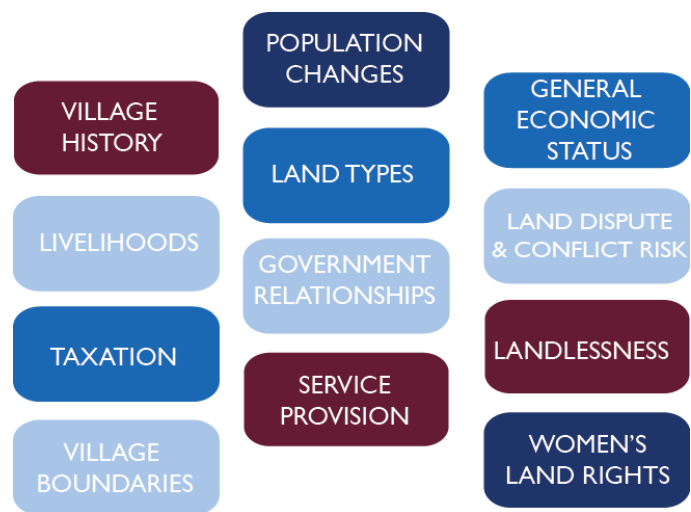 VILLAGE
HISTORY
LIVELIHOODS
TAXATION
VILLAGE
BOUNDARIES
POPULATION
CHANGES
LAND TYPES
GOVERNMENT
RELATIONSHIPS
SERVICE
PROVISION
GENERAL
ECONOMIC
STATUS
LAND DISPUTE
& CONFLICT RISK
LANDLESSNESS
WOMEN'S
LAND RIGHTS